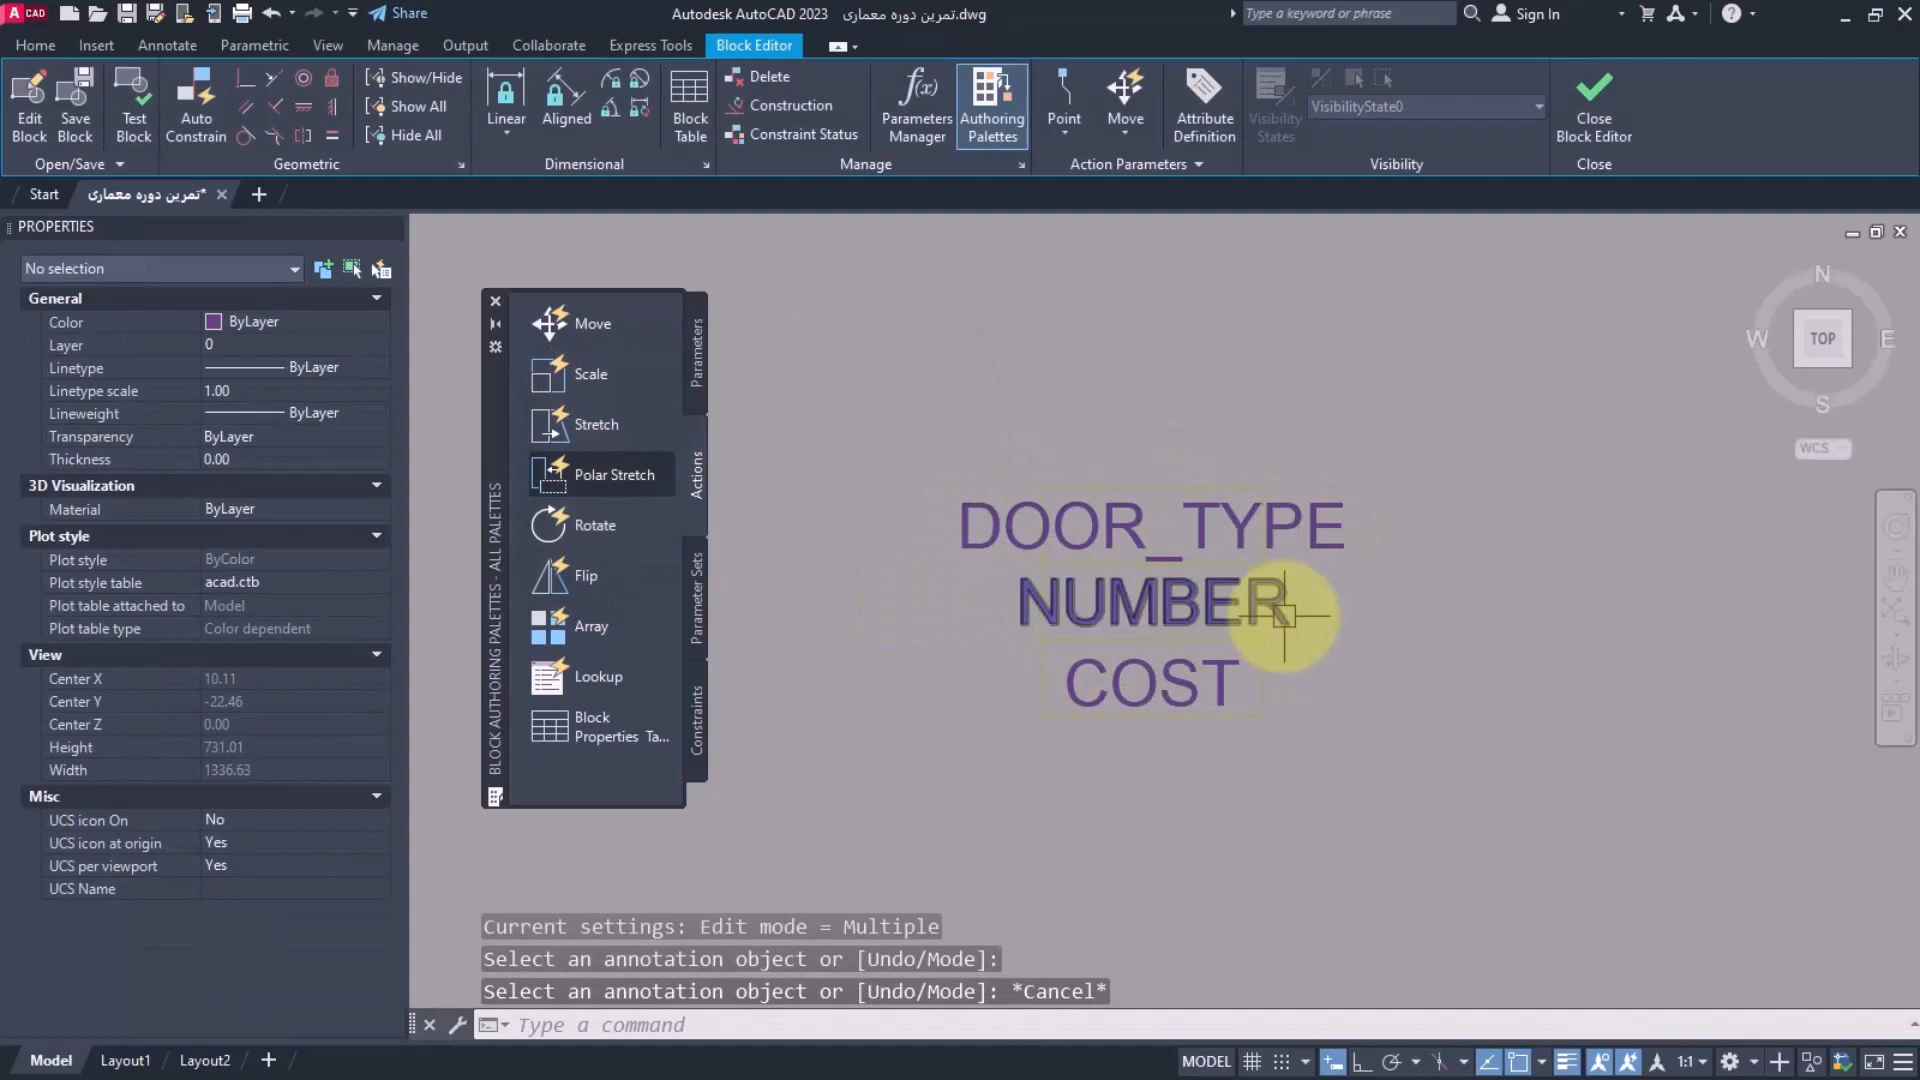 CAD
Share
Autodesk AutoCAD 2023 تمرین دوره معماری.dwg
Type a keyword or phrase
Sign In
Home Insert Annotate Parametric View Manage Output Collaborate Express Tools Block Editor
Edit Block
Save Block
Test Block
Auto Constrain
Show/Hide
Show All
Hide All
Linear
Aligned
Block Table
Delete
Construction
Constraint Status
Parameters Manager
Authoring Palettes
Point
Move
Attribute Definition
Visibility States
VisibilityState0
Close Block Editor
Open/Save Geometric Dimensional Manage Action Parameters Visibility Close
Start
تمرین دوره معماری*
PROPERTIES
No selection
General
Color ByLayer
Layer 0
Linetype ByLayer
Linetype scale 1.00
Lineweight ByLayer
Transparency ByLayer
Thickness 0.00
3D Visualization
Material ByLayer
Plot style
Plot style ByColor
Plot style table acad.ctb
Plot table attached to Model
Plot table type Color dependent
View
Center X 10.11
Center Y -22.46
Center Z 0.00
Height 731.01
Width 1336.63
Misc
UCS icon On No
UCS icon at origin Yes
UCS per viewport Yes
UCS Name
Move
Scale
Stretch
Polar Stretch
Rotate
Flip
Array
Lookup
Block Properties Ta...
Parameters
Actions
Parameter Sets
Constraints
BLOCK AUTHORING PALETTES - ALL PALETTES
DOOR_TYPE
NUMBER
COST
N
W TOP E
S
WCS
Current settings: Edit mode = Multiple
Select an annotation object or [Undo/Mode]:
Select an annotation object or [Undo/Mode]: *Cancel*
Type a command
Model Layout1 Layout2
MODEL 1:1